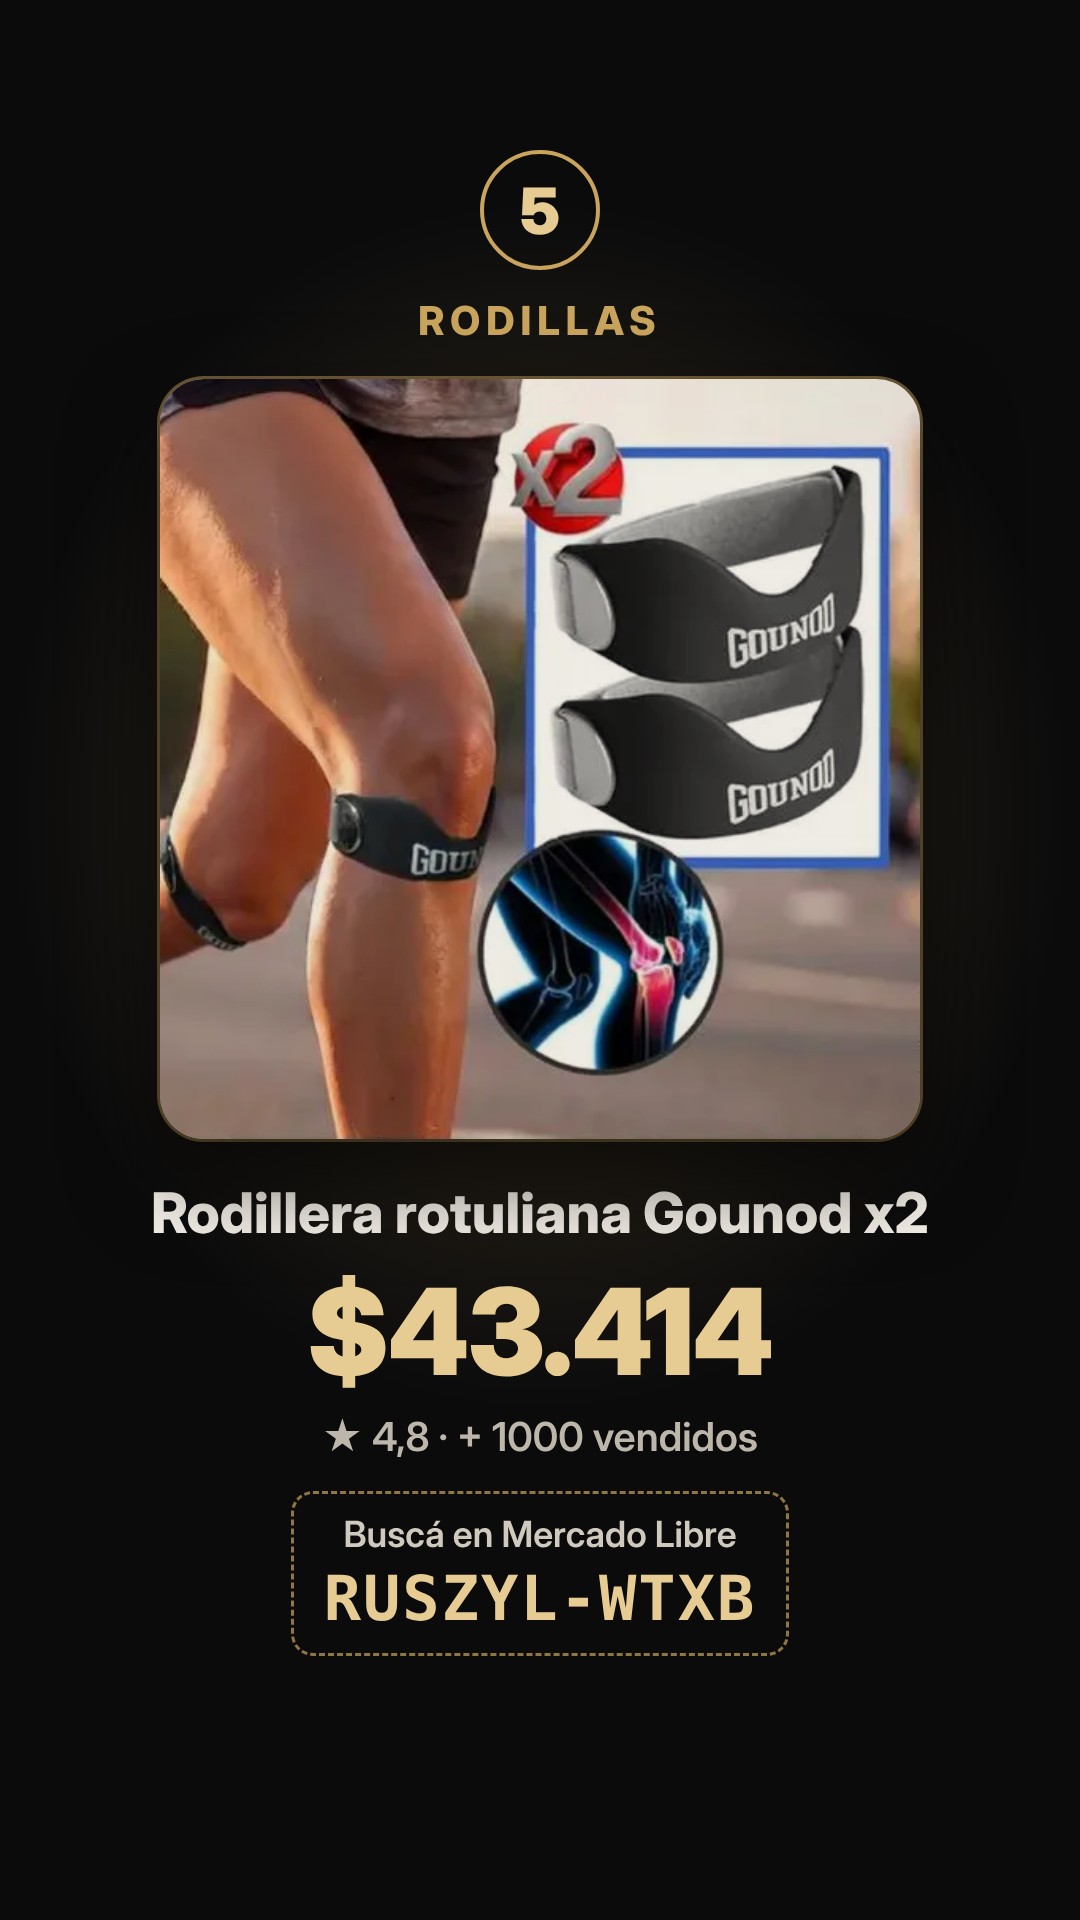 5
RODILLAS
x2
GOUNOD
GOUNOD
GOUN
Rodillera rotuliana Gounod x2
$43.414
★ 4,8 · + 1000 vendidos
Buscá en Mercado Libre
RUSZYL-WTXB